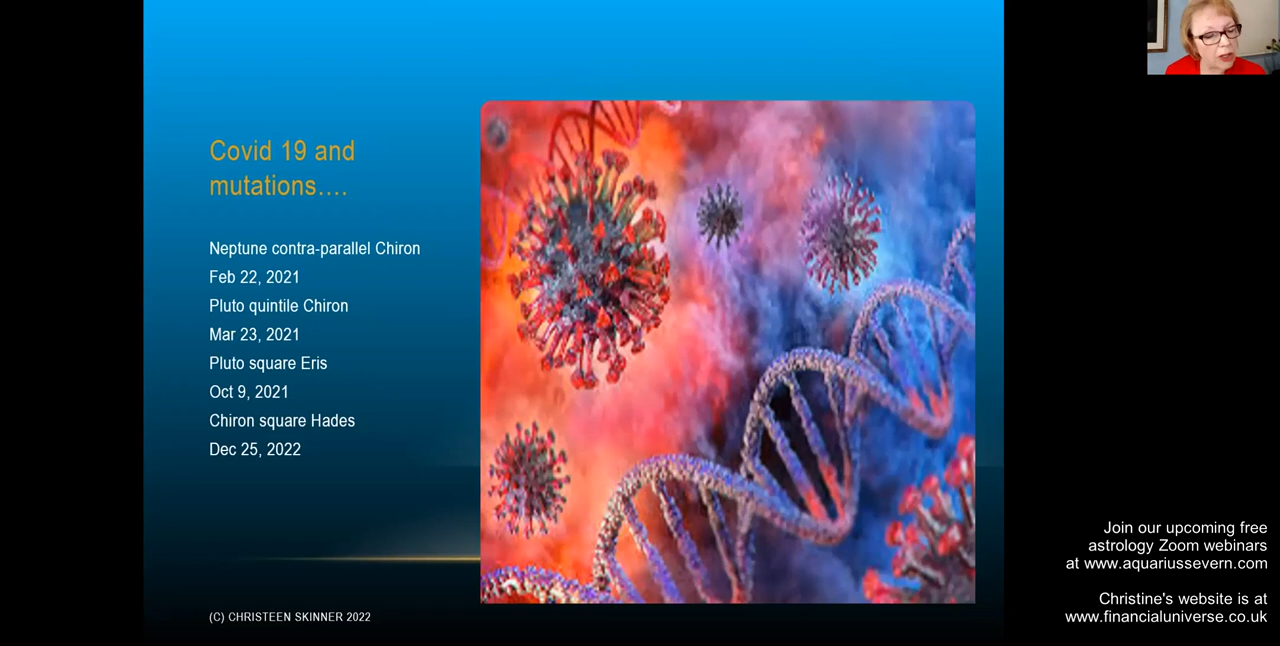 Covid 19 and
mutations....
Neptune contra-parallel Chiron
Feb 22, 2021
Pluto quintile Chiron
Mar 23, 2021
Pluto square Eris
Oct 9, 2021
Chiron square Hades
Dec 25, 2022
(C) CHRISTEEN SKINNER 2022
Join our upcoming free
astrology Zoom webinars
at www.aquariussevern.com
Christine's website is at
www.financialuniverse.co.uk